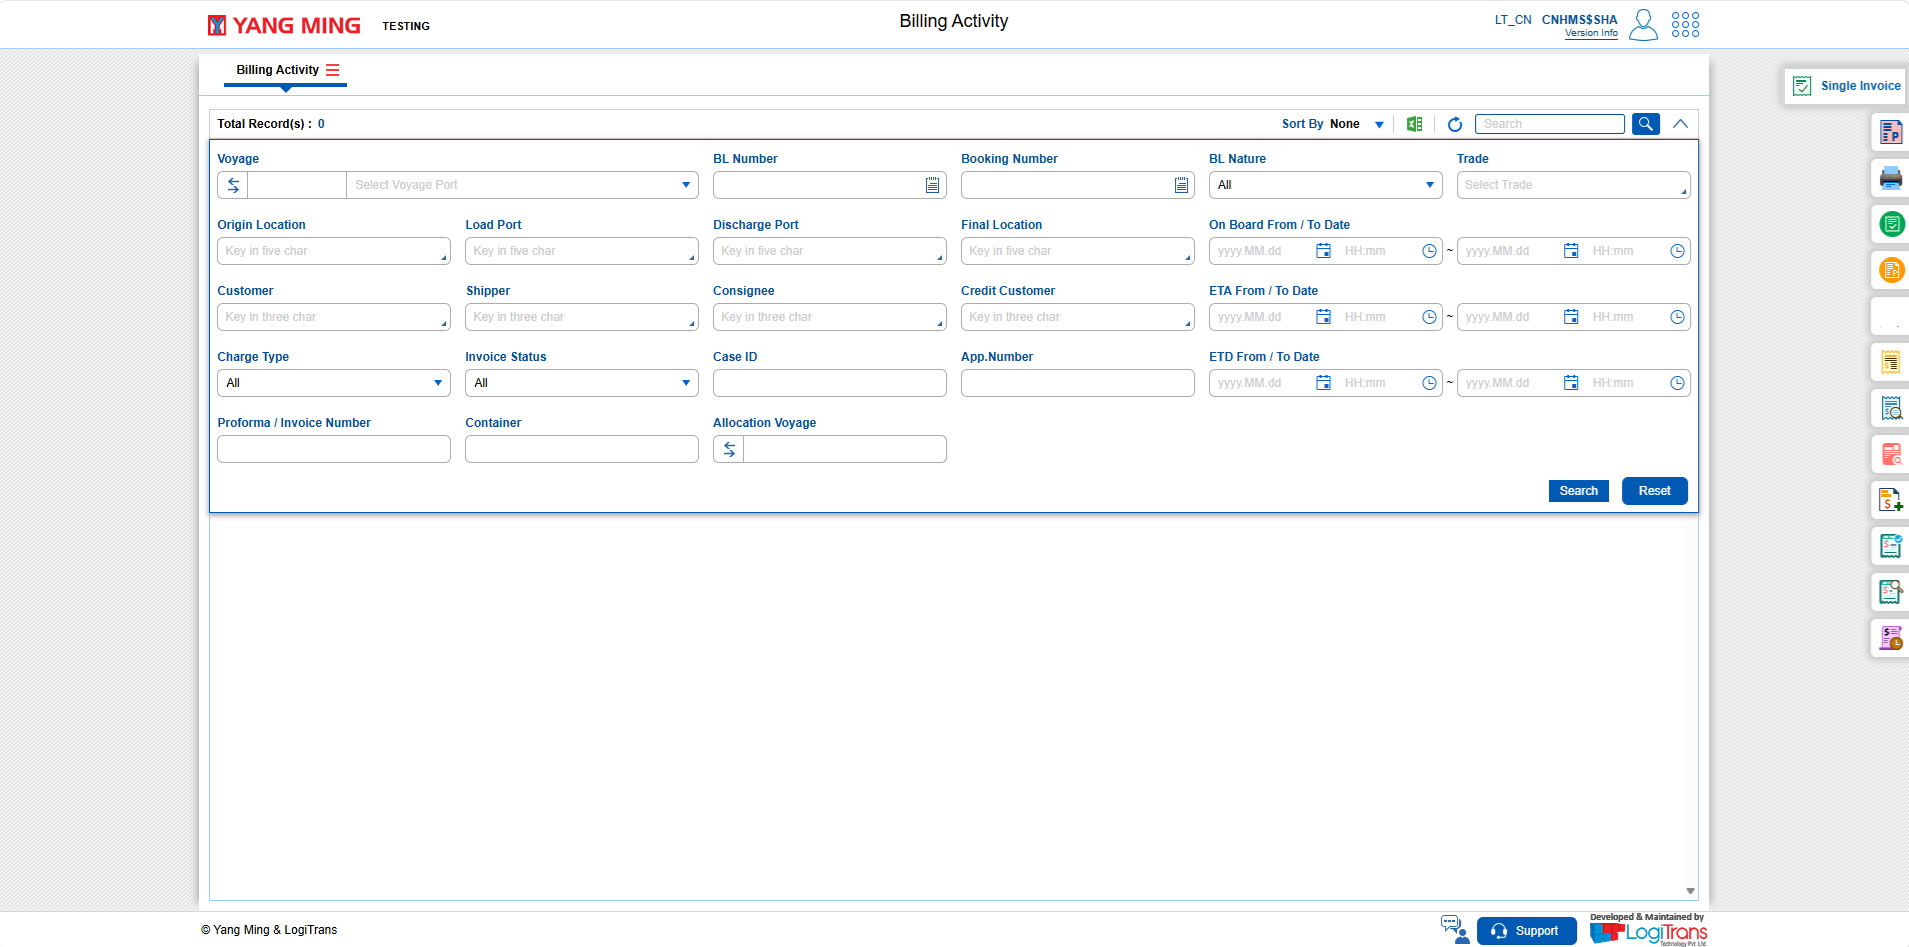 YANG MING TESTING
Billing Activity
LT_CN CNHMS$SHA
Version Info
Billing Activity
Single Invoice
Total Record(s) : 0
Sort By None Search
Voyage BL Number Booking Number BL Nature Trade
Select Voyage Port All Select Trade
Origin Location Load Port Discharge Port Final Location On Board From / To Date
Key in five char Key in five char Key in five char Key in five char yyyy.MM.dd HH:mm ~ yyyy.MM.dd HH:mm
Customer Shipper Consignee Credit Customer ETA From / To Date
Key in three char Key in three char Key in three char Key in three char yyyy.MM.dd HH:mm ~ yyyy.MM.dd HH:mm
Charge Type Invoice Status Case ID App.Number ETD From / To Date
All All yyyy.MM.dd HH:mm ~ yyyy.MM.dd HH:mm
Proforma / Invoice Number Container Allocation Voyage
Search Reset
© Yang Ming & LogiTrans
Support
Developed & Maintained by
LogiTrans
Technology Pvt. Ltd.